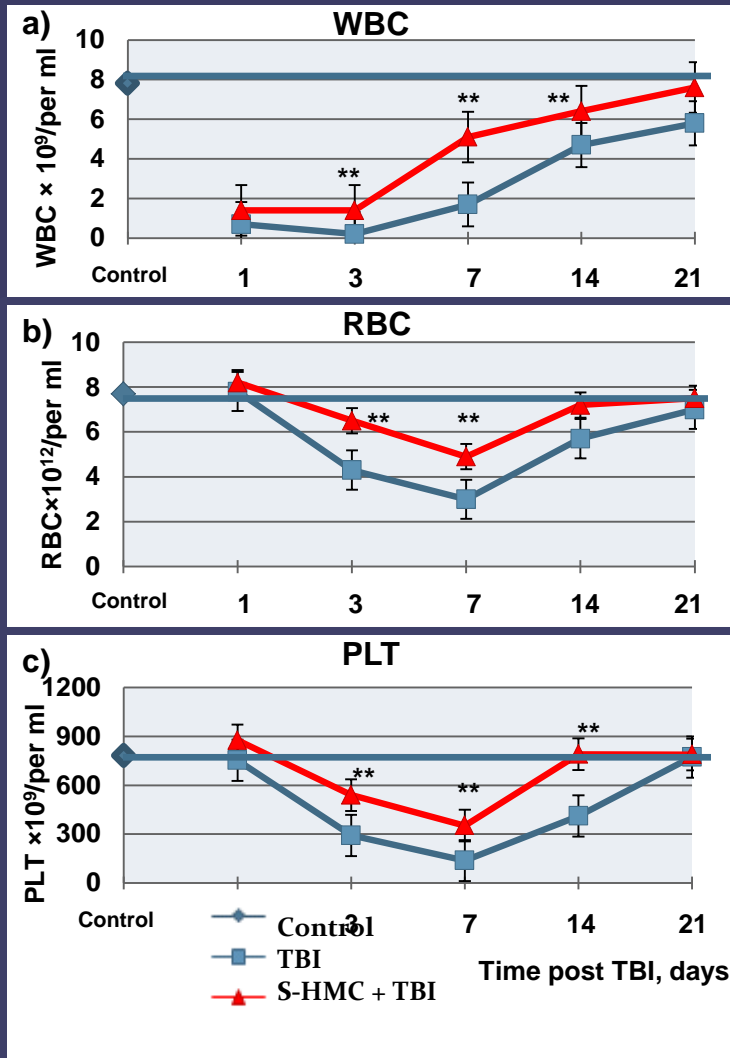 a) WBC
WBC × 10⁹/per ml
10
8
6
4
2
0
**
**
**
Control 1 3 7 14 21
b) RBC
RBC×10¹²/per ml
10
8
6
4
2
0
**
**
Control 1 3 7 14 21
c) PLT
PLT ×10⁹/per ml
1200
900
600
300
0
**
**
**
Control 3 7 14 21
Control
TBI
S-HMC + TBI
Time post TBI, days